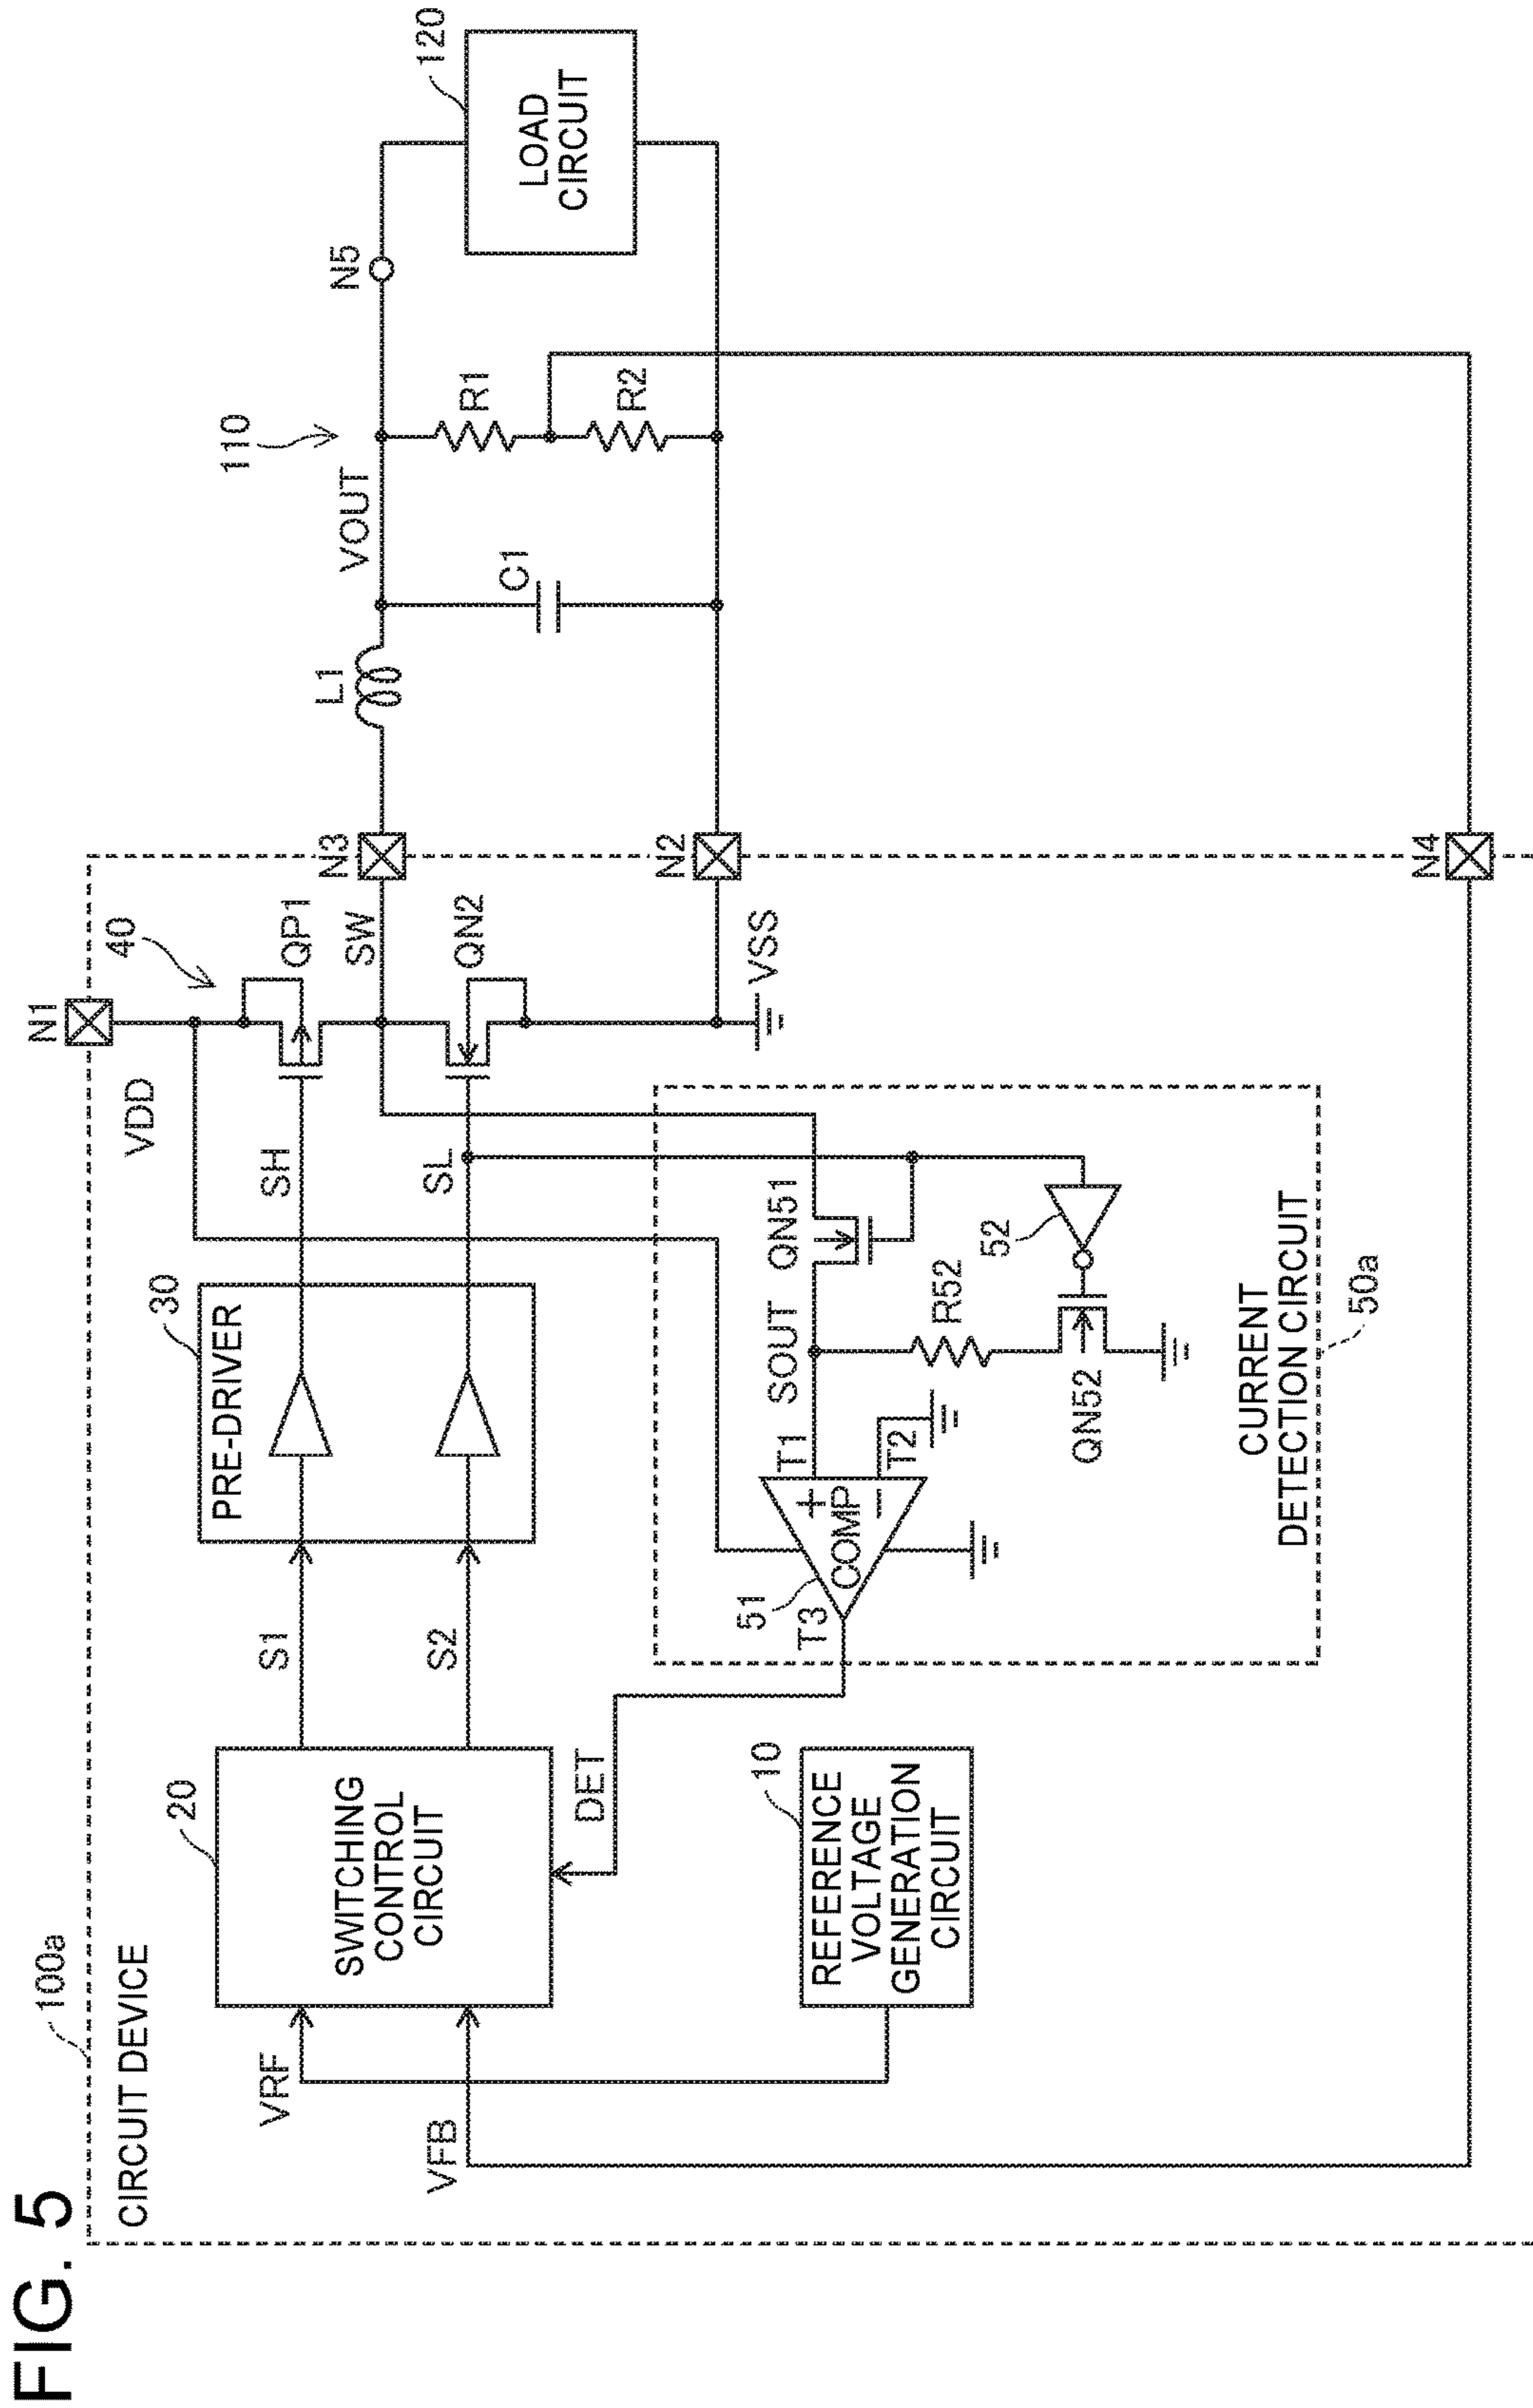 FIG. 5
100a
CIRCUIT DEVICE
N1
VDD
40
QP1
SW
QN2
VSS
N3
N2
N4
L1
VOUT
C1
110
R1
R2
N5
120
LOAD
CIRCUIT
30
PRE-DRIVER
SH
SL
S1
S2
20
SWITCHING
CONTROL
CIRCUIT
VRF
VFB
DET
10
REFERENCE
VOLTAGE
GENERATION
CIRCUIT
51
COMP
+
−
T1
T2
T3
SOUT
QN51
R52
52
QN52
CURRENT
DETECTION CIRCUIT
50a